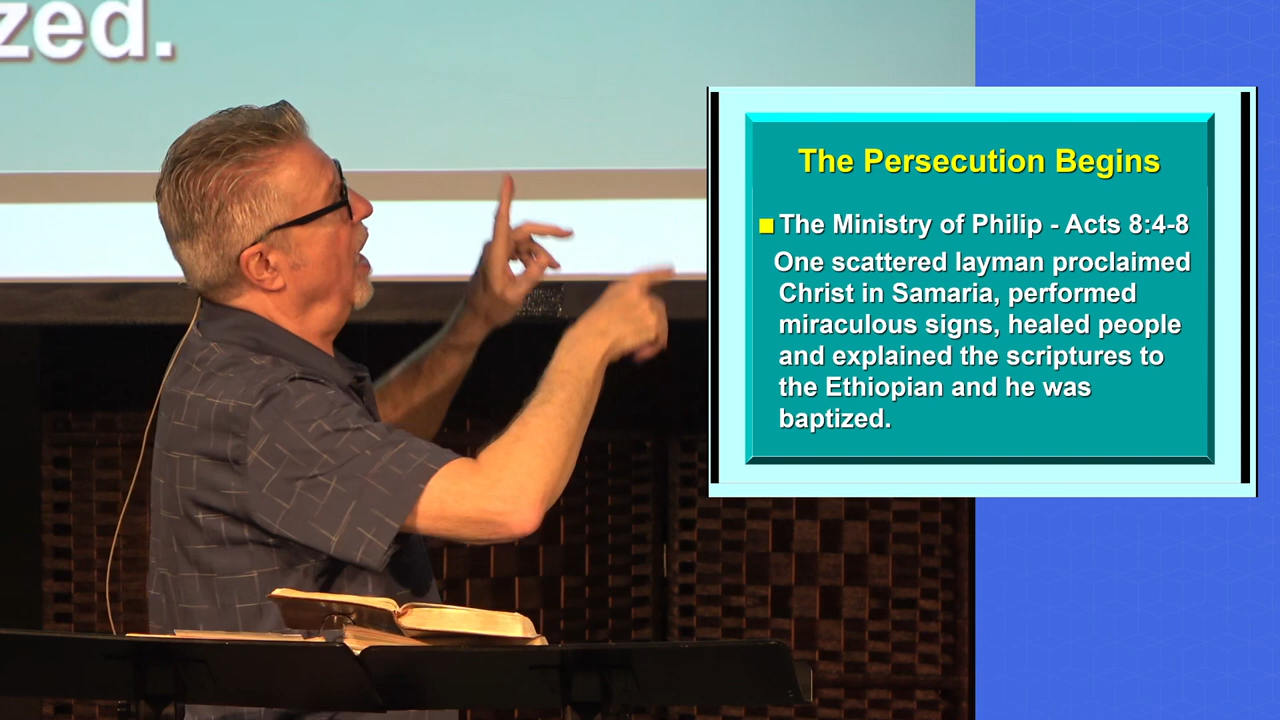 zed.
The Persecution Begins
The Ministry of Philip - Acts 8:4-8
One scattered layman proclaimed
Christ in Samaria, performed
miraculous signs, healed people
and explained the scriptures to
the Ethiopian and he was
baptized.